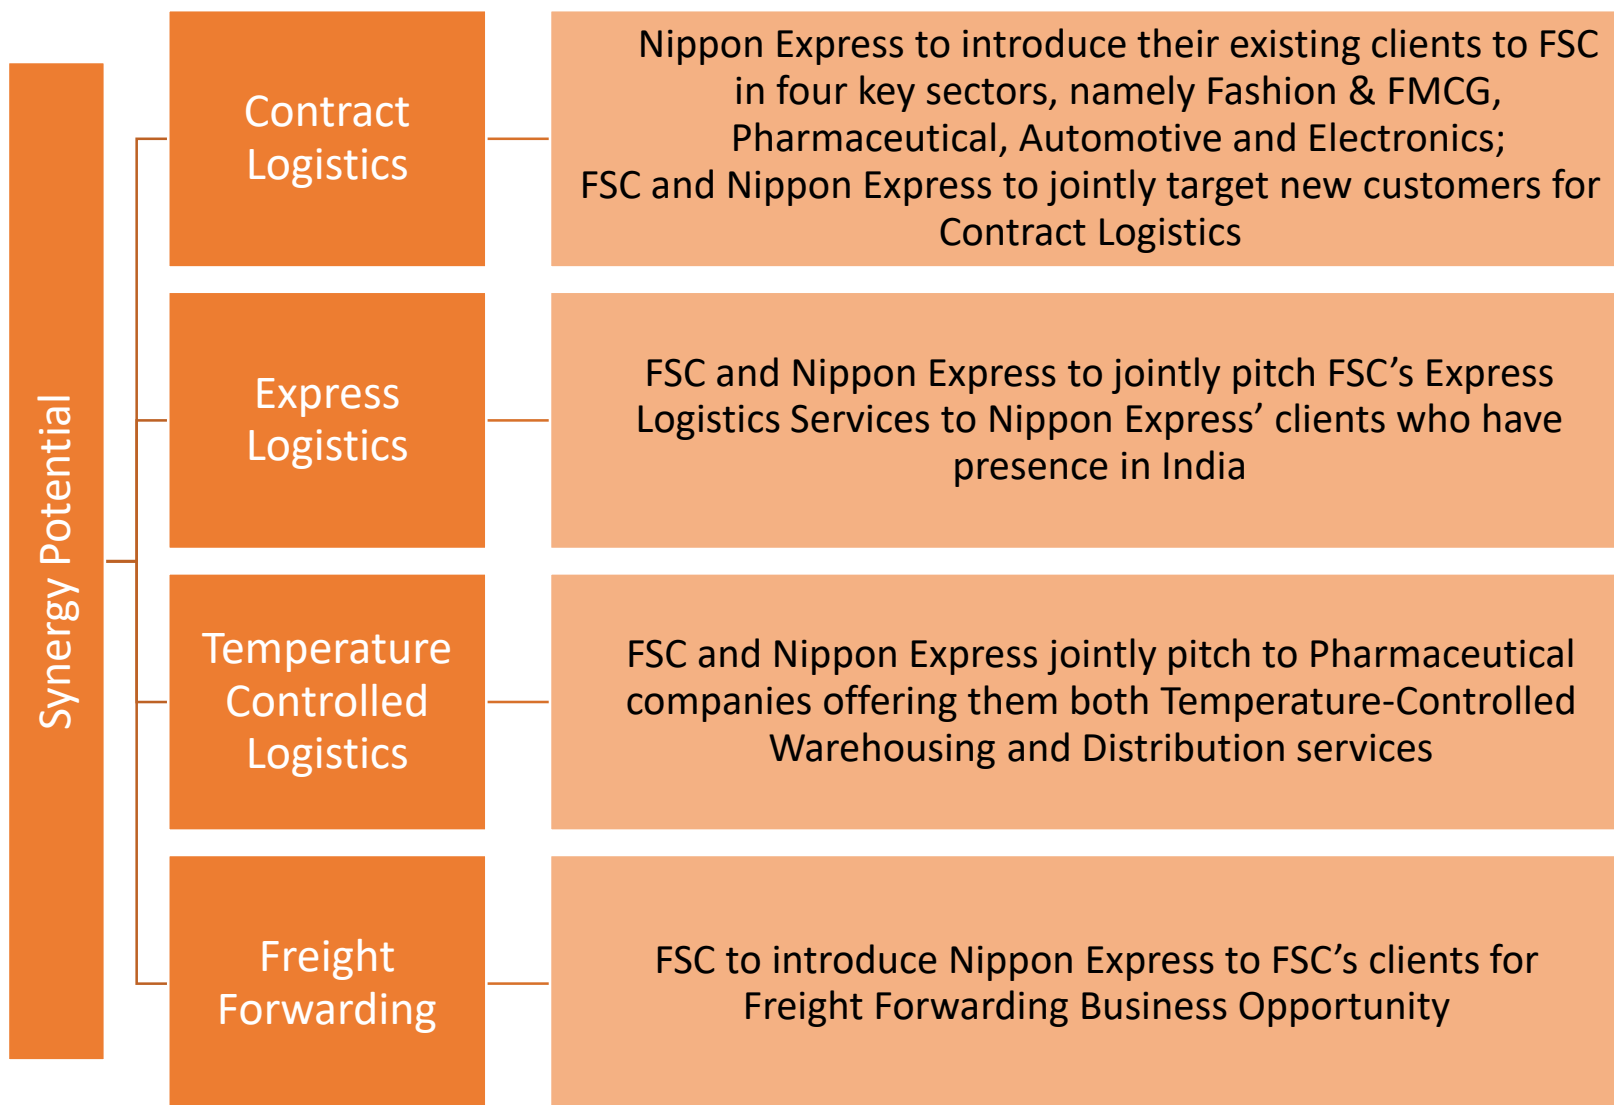 Synergy Potential
Contract
Logistics
Nippon Express to introduce their existing clients to FSC
in four key sectors, namely Fashion & FMCG,
Pharmaceutical, Automotive and Electronics;
FSC and Nippon Express to jointly target new customers for
Contract Logistics
Express
Logistics
FSC and Nippon Express to jointly pitch FSC’s Express
Logistics Services to Nippon Express’ clients who have
presence in India
Temperature
Controlled
Logistics
FSC and Nippon Express jointly pitch to Pharmaceutical
companies offering them both Temperature-Controlled
Warehousing and Distribution services
Freight
Forwarding
FSC to introduce Nippon Express to FSC’s clients for
Freight Forwarding Business Opportunity